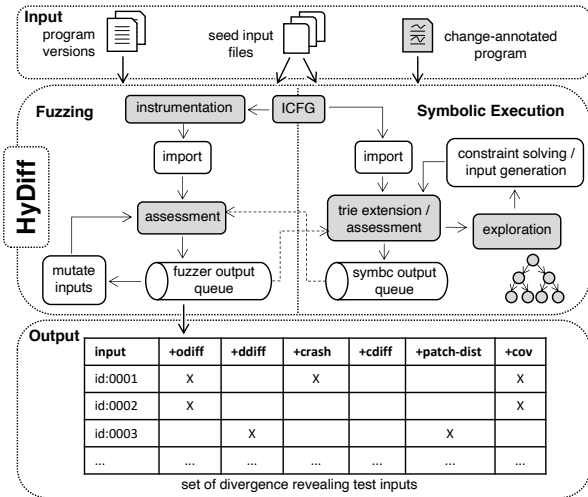 Input
program versions
seed input files
change-annotated program
HyDiff
Fuzzing
Symbolic Execution
instrumentation
ICFG
import
import
constraint solving / input generation
assessment
trie extension / assessment
exploration
mutate inputs
fuzzer output queue
symbc output queue
Output
input +odiff +ddiff +crash +cdiff +patch-dist +cov
id:0001 X X X
id:0002 X X
id:0003 X X
... ... ... ... ... ... ...
set of divergence revealing test inputs